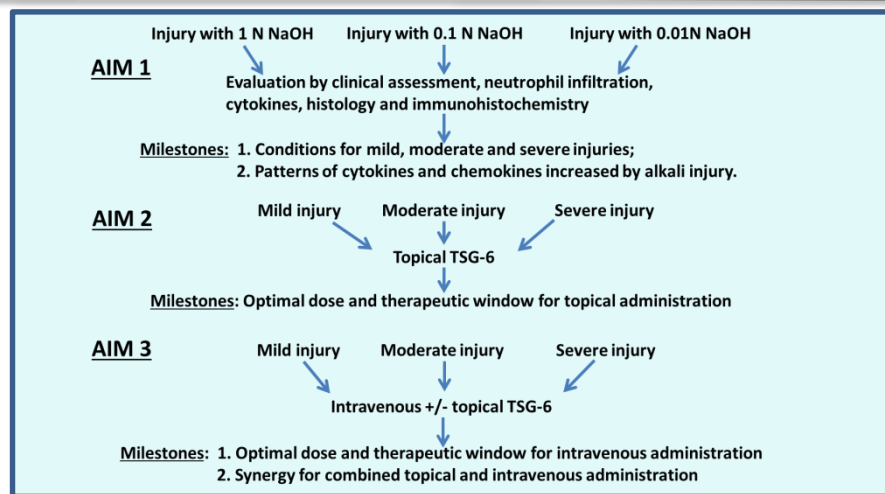 Injury with 1 N NaOH Injury with 0.1 N NaOH Injury with 0.01N NaOH
AIM 1
Evaluation by clinical assessment, neutrophil infiltration,
cytokines, histology and immunohistochemistry
Milestones: 1. Conditions for mild, moderate and severe injuries;
2. Patterns of cytokines and chemokines increased by alkali injury.
Mild injury Moderate injury Severe injury
AIM 2
Topical TSG-6
Milestones: Optimal dose and therapeutic window for topical administration
AIM 3
Mild injury Moderate injury Severe injury
Intravenous +/- topical TSG-6
Milestones: 1. Optimal dose and therapeutic window for intravenous administration
2. Synergy for combined topical and intravenous administration